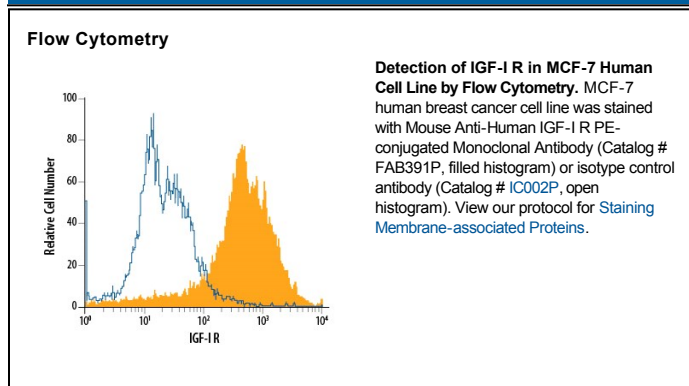 Flow Cytometry
Detection of IGF-I R in MCF-7 Human
Cell Line by Flow Cytometry. MCF-7
human breast cancer cell line was stained
with Mouse Anti-Human IGF-I R PE-
conjugated Monoclonal Antibody (Catalog #
FAB391P, filled histogram) or isotype control
antibody (Catalog # IC002P, open
histogram). View our protocol for Staining
Membrane-associated Proteins.
Relative Cell Number
100
80
60
40
20
0
10⁰ 10¹ 10² 10³ 10⁴
IGF-I R